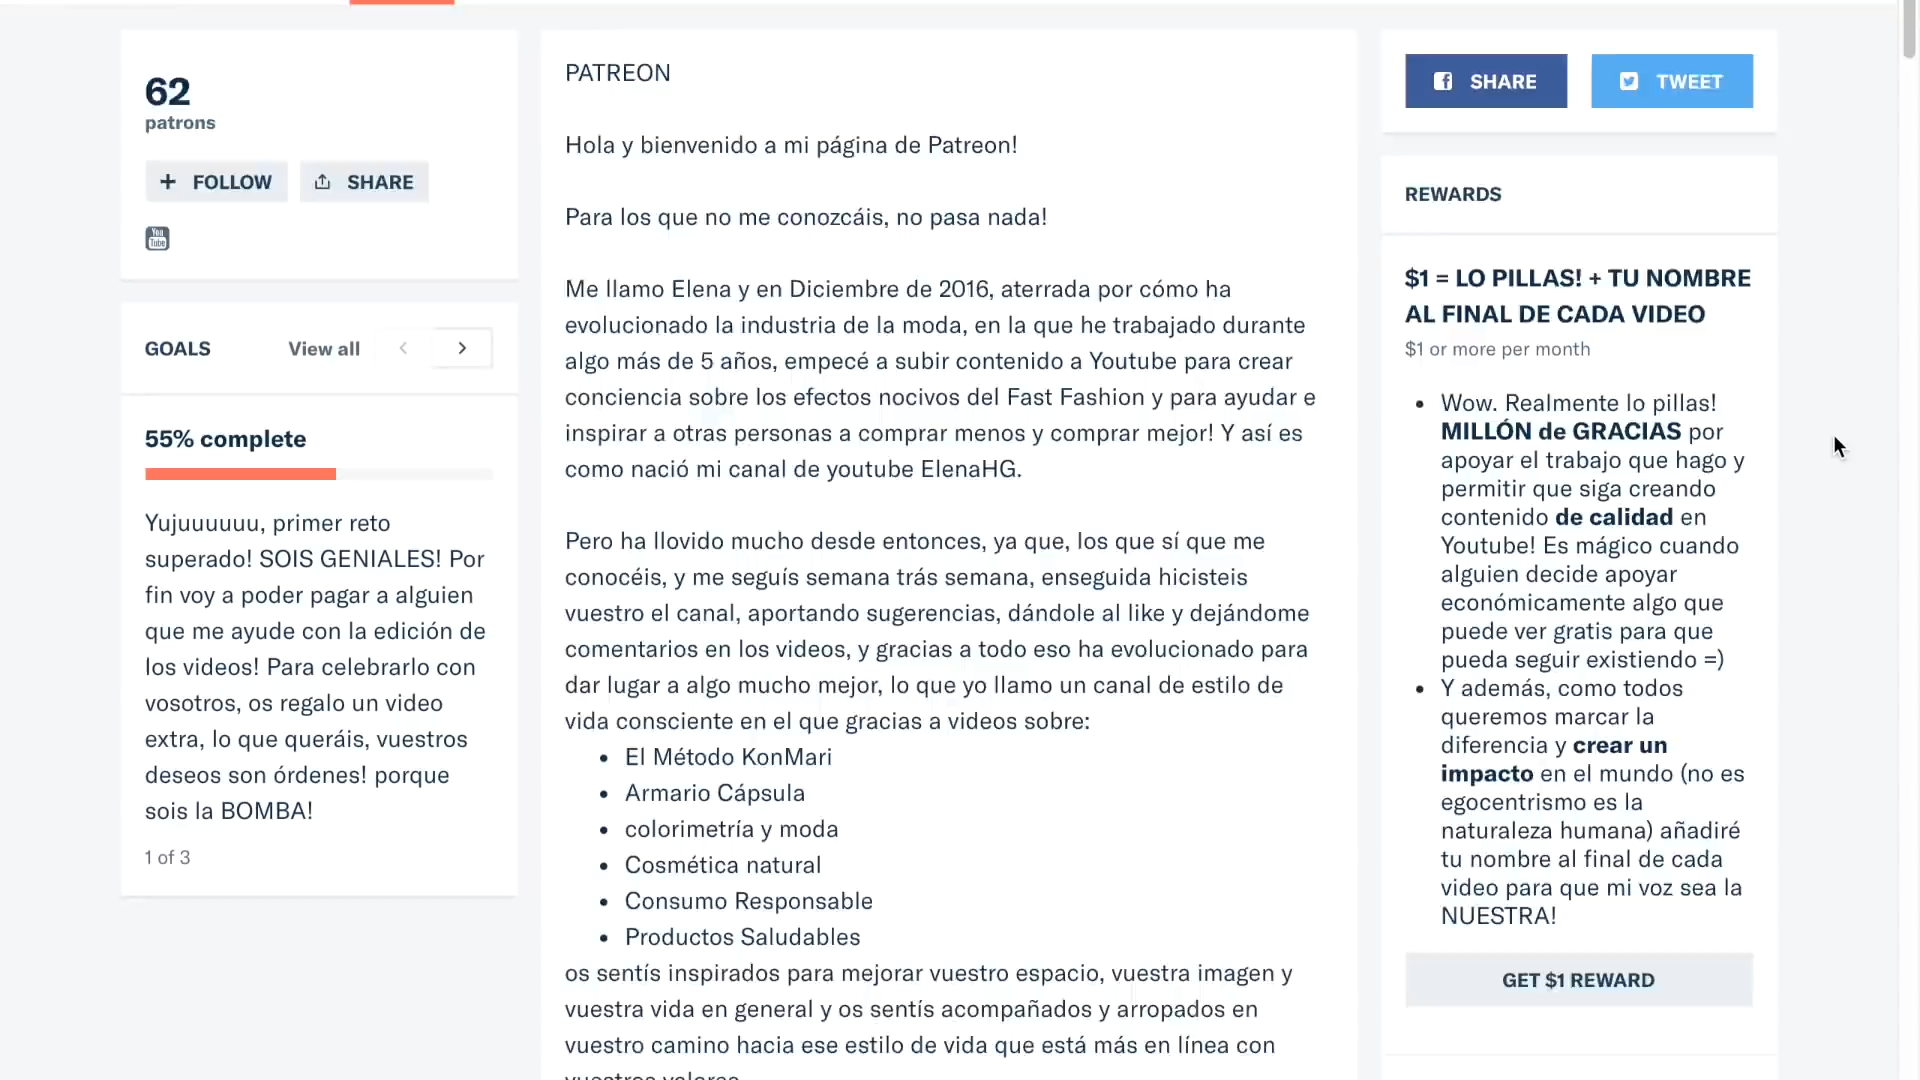 62
patrons
FOLLOW
SHARE
You
Tube
GOALS
View all
55% complete
Yujuuuuuu, primer reto
superado! SOIS GENIALES! Por
fin voy a poder pagar a alguien
que me ayude con la edición de
los videos! Para celebrarlo con
vosotros, os regalo un video
extra, lo que queráis, vuestros
deseos son órdenes! porque
sois la BOMBA!
1 of 3
PATREON
Hola y bienvenido a mi página de Patreon!
Para los que no me conozcáis, no pasa nada!
Me llamo Elena y en Diciembre de 2016, aterrada por cómo ha
evolucionado la industria de la moda, en la que he trabajado durante
algo más de 5 años, empecé a subir contenido a Youtube para crear
conciencia sobre los efectos nocivos del Fast Fashion y para ayudar e
inspirar a otras personas a comprar menos y comprar mejor! Y así es
como nació mi canal de youtube ElenaHG.
Pero ha llovido mucho desde entonces, ya que, los que sí que me
conocéis, y me seguís semana trás semana, enseguida hicisteis
vuestro el canal, aportando sugerencias, dándole al like y dejándome
comentarios en los videos, y gracias a todo eso ha evolucionado para
dar lugar a algo mucho mejor, lo que yo llamo un canal de estilo de
vida consciente en el que gracias a videos sobre:
• El Método KonMari
• Armario Cápsula
• colorimetría y moda
• Cosmética natural
• Consumo Responsable
• Productos Saludables
os sentís inspirados para mejorar vuestro espacio, vuestra imagen y
vuestra vida en general y os sentís acompañados y arropados en
vuestro camino hacia ese estilo de vida que está más en línea con
vuestros valores.
SHARE
TWEET
REWARDS
$1 = LO PILLAS! + TU NOMBRE
AL FINAL DE CADA VIDEO
$1 or more per month
• Wow. Realmente lo pillas!
MILLÓN de GRACIAS por
apoyar el trabajo que hago y
permitir que siga creando
contenido de calidad en
Youtube! Es mágico cuando
alguien decide apoyar
económicamente algo que
puede ver gratis para que
pueda seguir existiendo =)
• Y además, como todos
queremos marcar la
diferencia y crear un
impacto en el mundo (no es
egocentrismo es la
naturaleza humana) añadiré
tu nombre al final de cada
video para que mi voz sea la
NUESTRA!
GET $1 REWARD